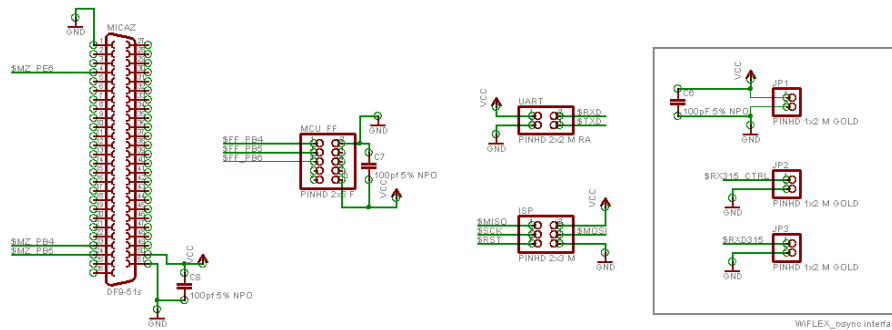 MICAZ
GND
$MZ_PE6
$MZ_PB4
$MZ_PB5
VCC
C8
100pf 5% NPO
DF9-51s
GND
MCU_FF
GND
$FF_PB4
$FF_PB5
$FF_PB6
C7
100pf 5% NPO
VCC
PINHD 2x5 F
VCC
UART
$RXD
$TXD
GND
PINHD 2x2 M RA
VCC
ISP
$MISO
$SCK
$RST
$MOSI
PINHD 2x3 M
GND
VCC
C6
100pF 5% NPO
GND
JP1
PINHD 1x2 M GOLD
JP2
$RX315_CTRL
GND
PINHD 1x2 M GOLD
JP3
$RXD315
GND
PINHD 1x2 M GOLD